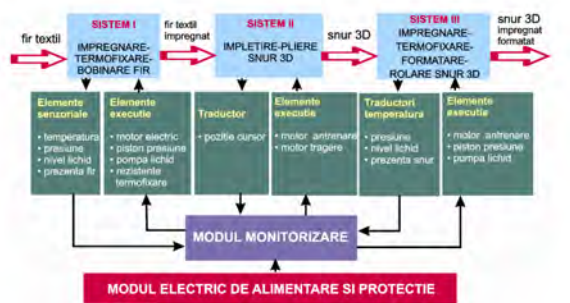 fir textil
SISTEM I
IMPREGNARE-
TERMOFIXARE-
BOBINARE FIR
fir textil
impregnat
SISTEM II
IMPLETIRE-PLIERE
SNUR 3D
snur 3D
SISTEM III
IMPREGNARE-
TERMOFIXARE-
FORMATARE-
ROLARE SNUR 3D
snur 3D
impregnat
formatat
Elemente
senzoriale
• temperatura
• presiune
• nivel lichid
• prezenta fir
Elemente
executie
• motor electric
• piston presiune
• pompa lichid
• rezistente
termofixare
Traductor
• pozitie cursor
Elemente
executie
• motor antrenare
• motor tragere
Traductori
temperatura
• presiune
• nivel lichid
• prezenta snur
Elemente
executie
• motor antrenare
• piston presiune
• pompa lichid
MODUL MONITORIZARE
MODUL ELECTRIC DE ALIMENTARE SI PROTECTIE